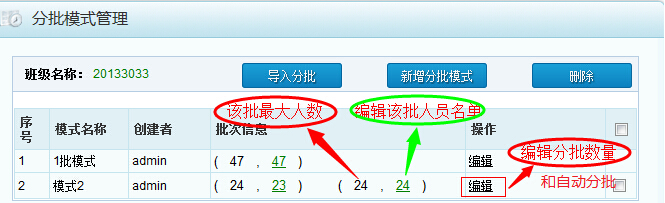 分批模式管理
班级名称: 20133033
导入分批 新增分批模式 删除
该批最大人数 编辑该批人员名单
序号 模式名称 创建者 批次信息 操作
编辑分批数量
1 1批模式 admin ( 47 , 47 ) 编辑
2 模式2 admin ( 24 , 23 ) ( 24 , 24 ) 编辑
和自动分批